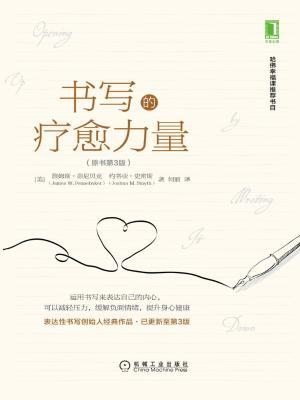 Opening
哈佛幸福课推荐书目
书写的
疗愈力量
（原书第3版）
Up
[美] 詹姆斯·彭尼贝克 约书亚·史密斯 著 何丽 译
（James W. Pennebaker） （Joshua M. Smyth）
by
Writing
It
运用书写来表达自己的内心，
可以减轻压力，缓解负面情绪，提升身心健康
Down
表达性书写创始人经典作品·已更新至第3版
机械工业出版社
China Machine Press